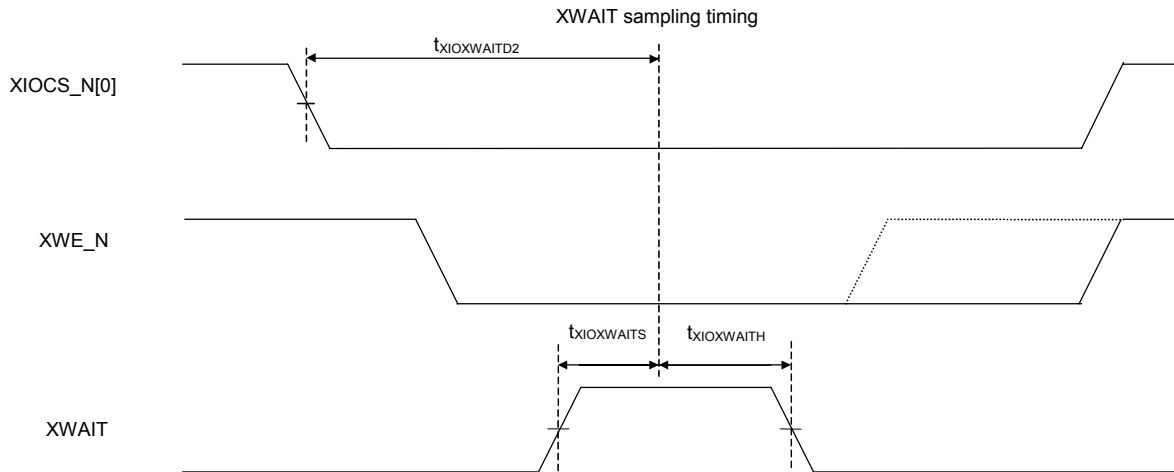 XWAIT sampling timing
tXIOXWAITD2
XIOCS_N[0]
XWE_N
tXIOXWAITS
tXIOXWAITH
XWAIT